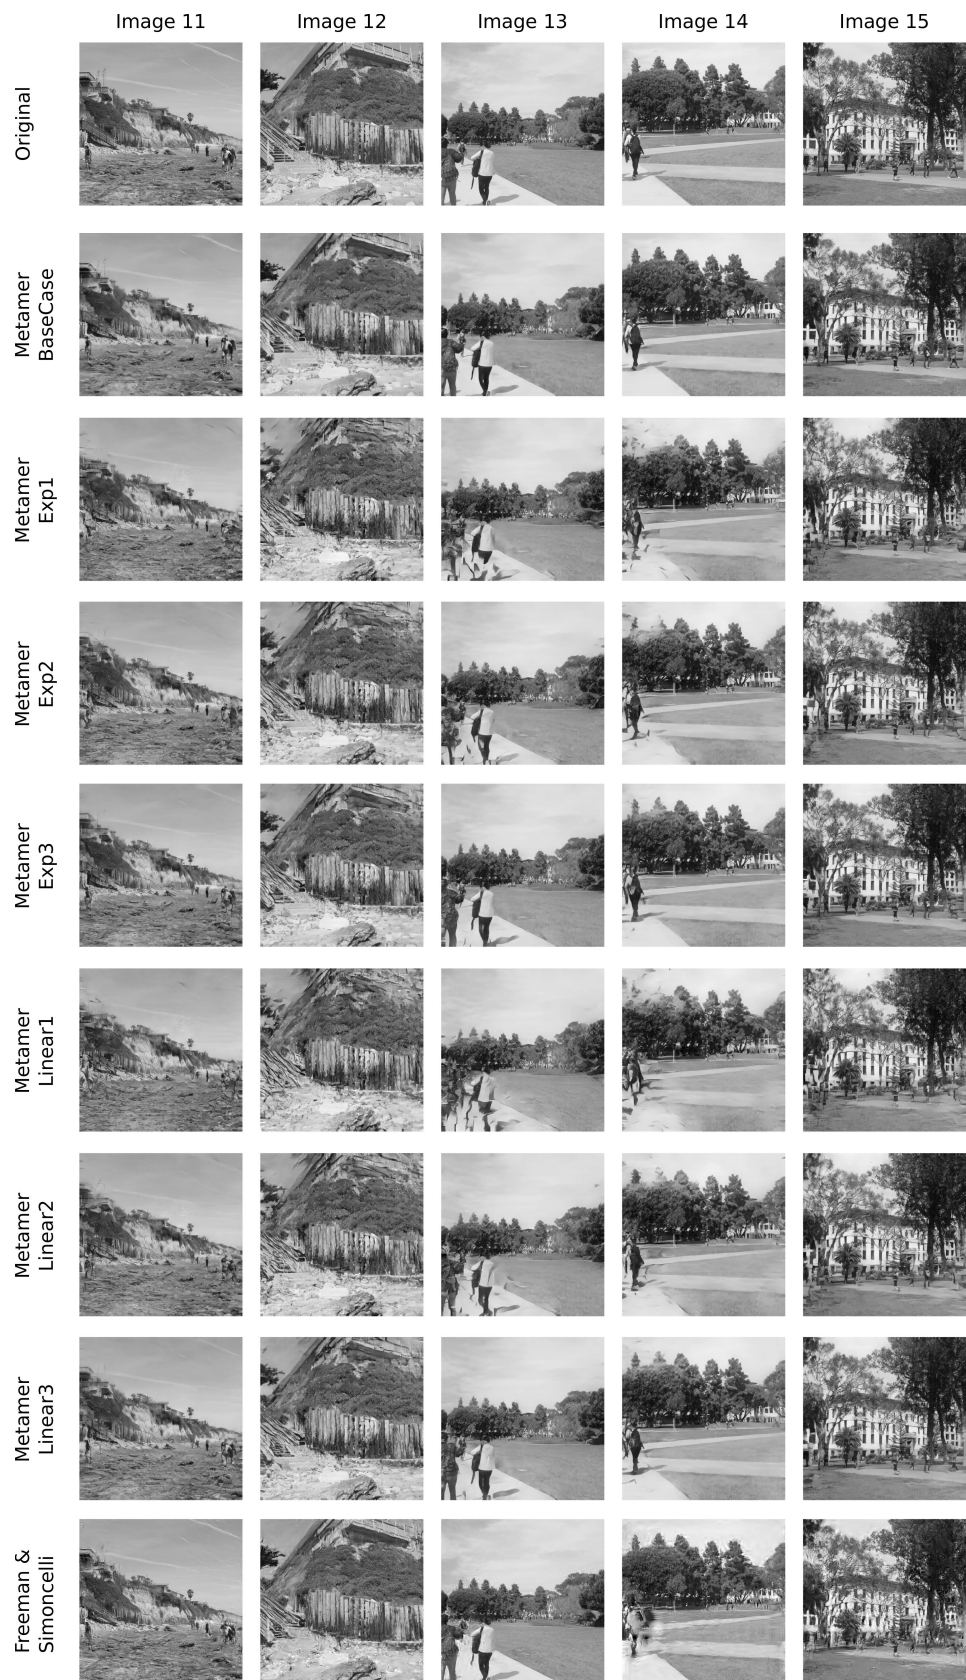 Image 11
Image 12
Image 13
Image 14
Image 15
Original
Metamer
BaseCase
Metamer
Exp1
Metamer
Exp2
Metamer
Exp3
Metamer
Linear1
Metamer
Linear2
Metamer
Linear3
Freeman &
Simoncelli